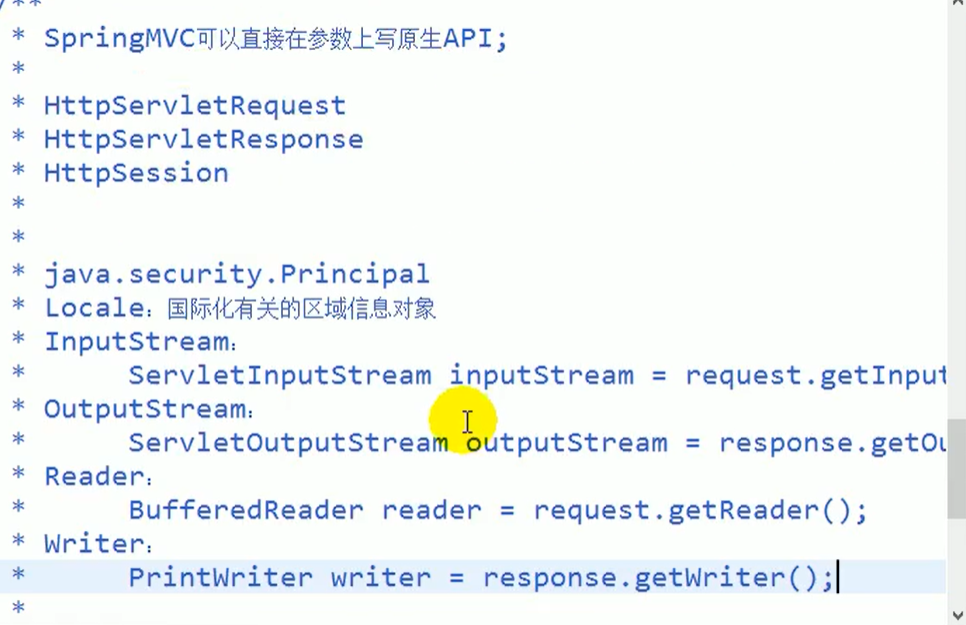 /**
* SpringMVC可以直接在参数上写原生API;
*
* HttpServletRequest
* HttpServletResponse
* HttpSession
*
*
* java.security.Principal
* Locale：国际化有关的区域信息对象
* InputStream：
* ServletInputStream inputStream = request.getInput
* OutputStream：
* ServletOutputStream outputStream = response.getOu
* Reader：
* BufferedReader reader = request.getReader();
* Writer：
* PrintWriter writer = response.getWriter();
*